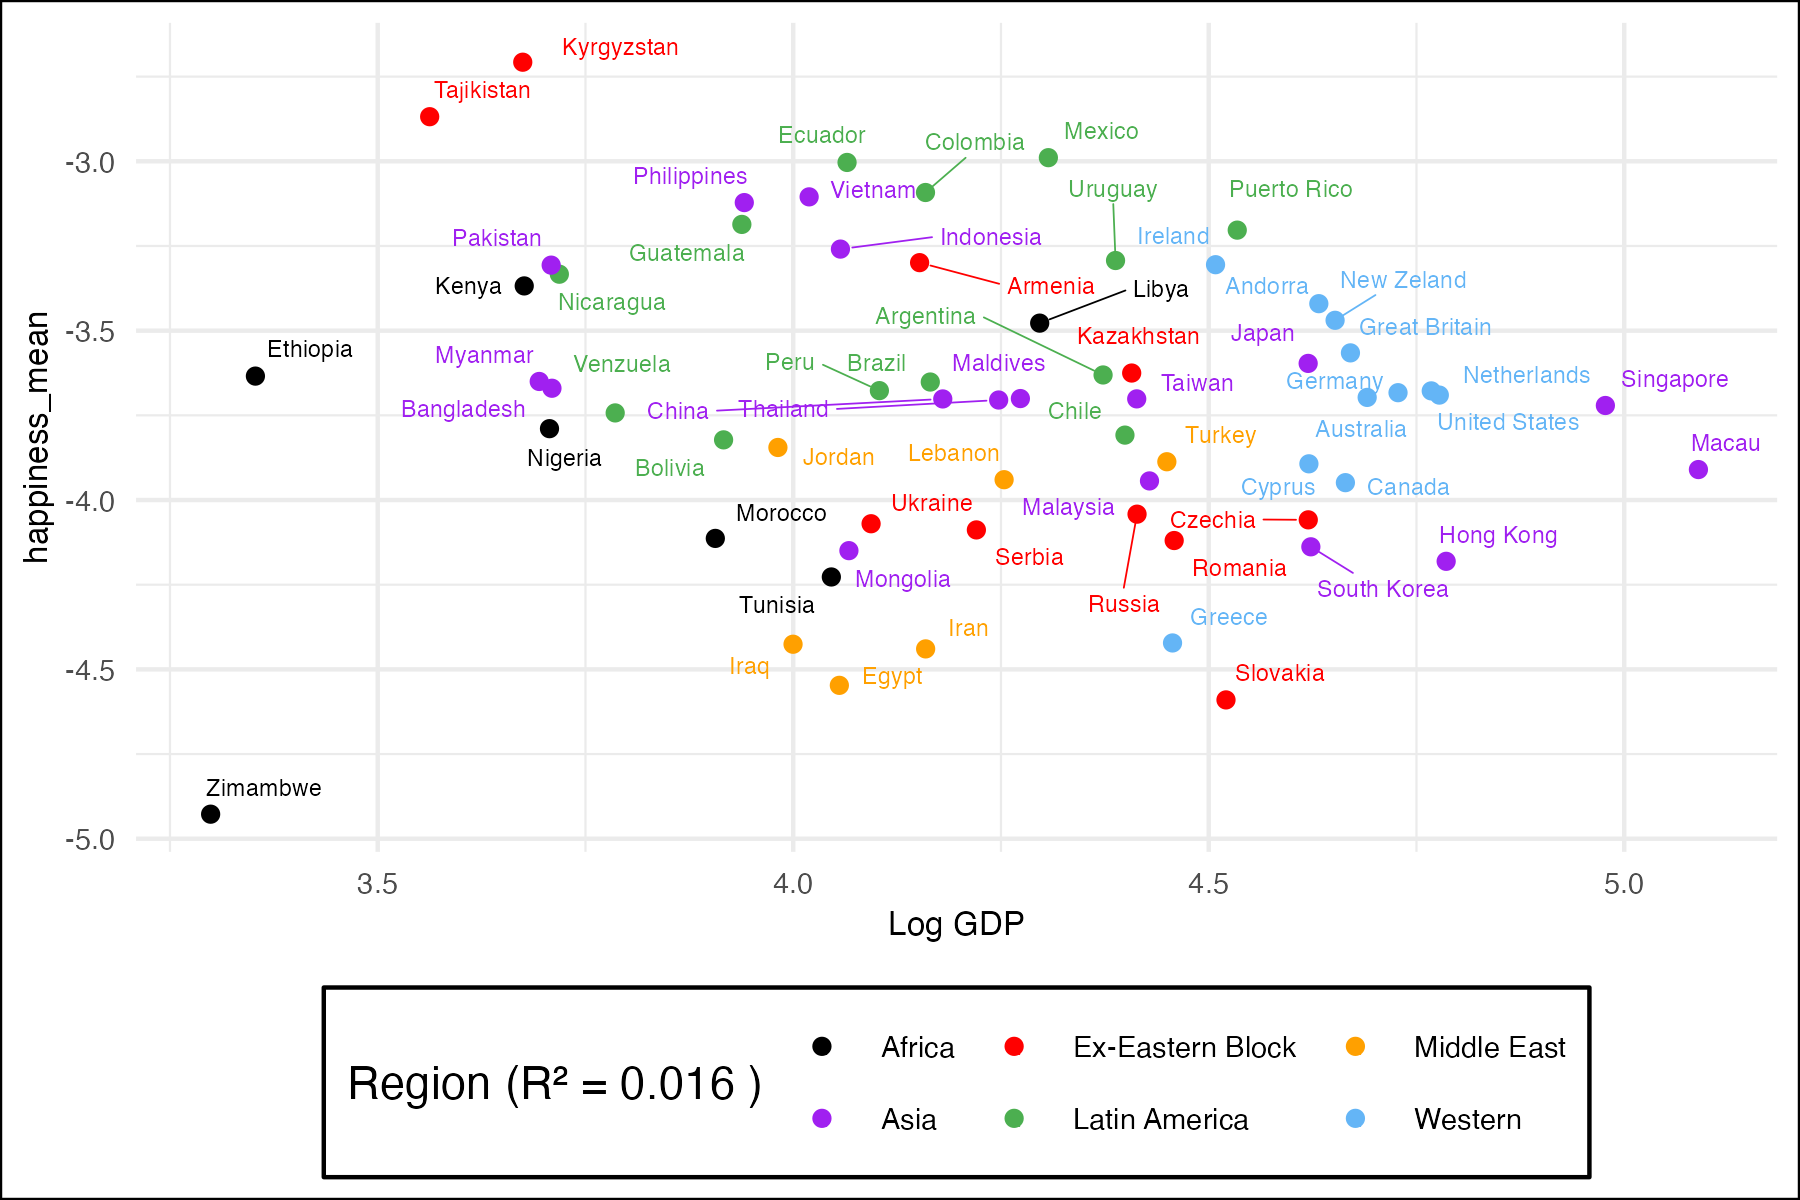 Kyrgyzstan
Tajikistan
Ecuador
Colombia
Mexico
-3.0
Philippines
Vietnam
Uruguay
Puerto Rico
Pakistan
Guatemala
Indonesia
Ireland
Kenya
Nicaragua
Armenia
Libya
Andorra
New Zeland
Argentina
-3.5
Kazakhstan
Japan
Great Britain
Ethiopia
Myanmar
Venzuela
Peru
Brazil
Maldives
Taiwan
Germany
Netherlands
Singapore
Bangladesh
China
Thailand
Chile
Australia
United States
Nigeria
Bolivia
Jordan
Lebanon
Turkey
Macau
-4.0
Morocco
Ukraine
Malaysia
Cyprus
Canada
Czechia
Hong Kong
Serbia
Romania
Mongolia
South Korea
Tunisia
Russia
Greece
Iran
Iraq
Egypt
-4.5
Slovakia
Zimambwe
-5.0
happiness_mean
3.5
4.0
4.5
5.0
Log GDP
Region (R² = 0.016 )
Africa
Ex-Eastern Block
Middle East
Asia
Latin America
Western